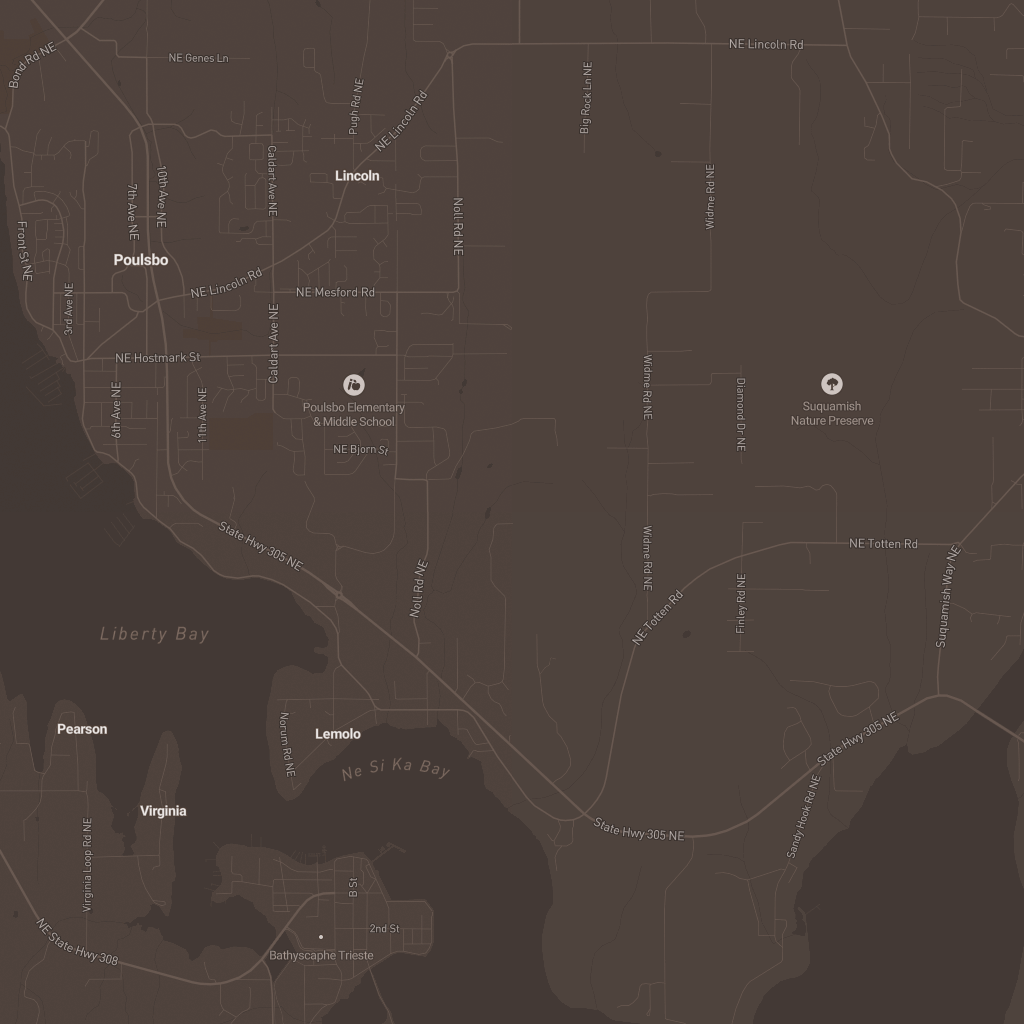 NE Lincoln Rd
Bond Rd NE
NE Genes Ln
Big Rock Ln NE
Pugh Rd NE
NE Lincoln Rd
Caldart Ave NE
Lincoln
10th Ave NE
7th Ave NE
Widme Rd NE
Noll Rd NE
Front St NE
Poulsbo
NE Lincoln Rd
NE Mesford Rd
3rd Ave NE
Caldart Ave NE
NE Hostmark St
Poulsbo Elementary
& Middle School
Widme Rd NE
Diamond Dr NE
Suquamish
Nature Preserve
6th Ave NE
11th Ave NE
NE Bjorn St
State Hwy 305 NE
NE Totten Rd
Widme Rd NE
Noll Rd NE
Finley Rd NE
Suquamish Way NE
NE Totten Rd
Liberty Bay
Pearson
Lemolo
Norum Rd NE
State Hwy 305 NE
Ne Si Ka Bay
Virginia
State Hwy 305 NE
Sandy Hook Rd NE
Virginia Loop Rd NE
B St
2nd St
NE State Hwy 308
Bathyscaphe Trieste